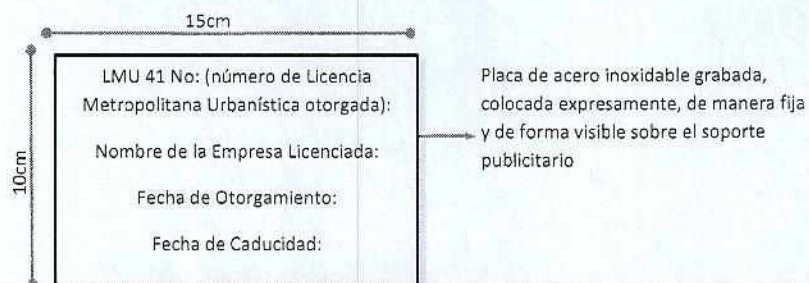 15cm
10cm
LMU 41 No: (número de Licencia
Metropolitana Urbanística otorgada):
Nombre de la Empresa Licenciada:
Fecha de Otorgamiento:
Fecha de Caducidad:
Placa de acero inoxidable grabada,
colocada expresamente, de manera fija
y de forma visible sobre el soporte
publicitario